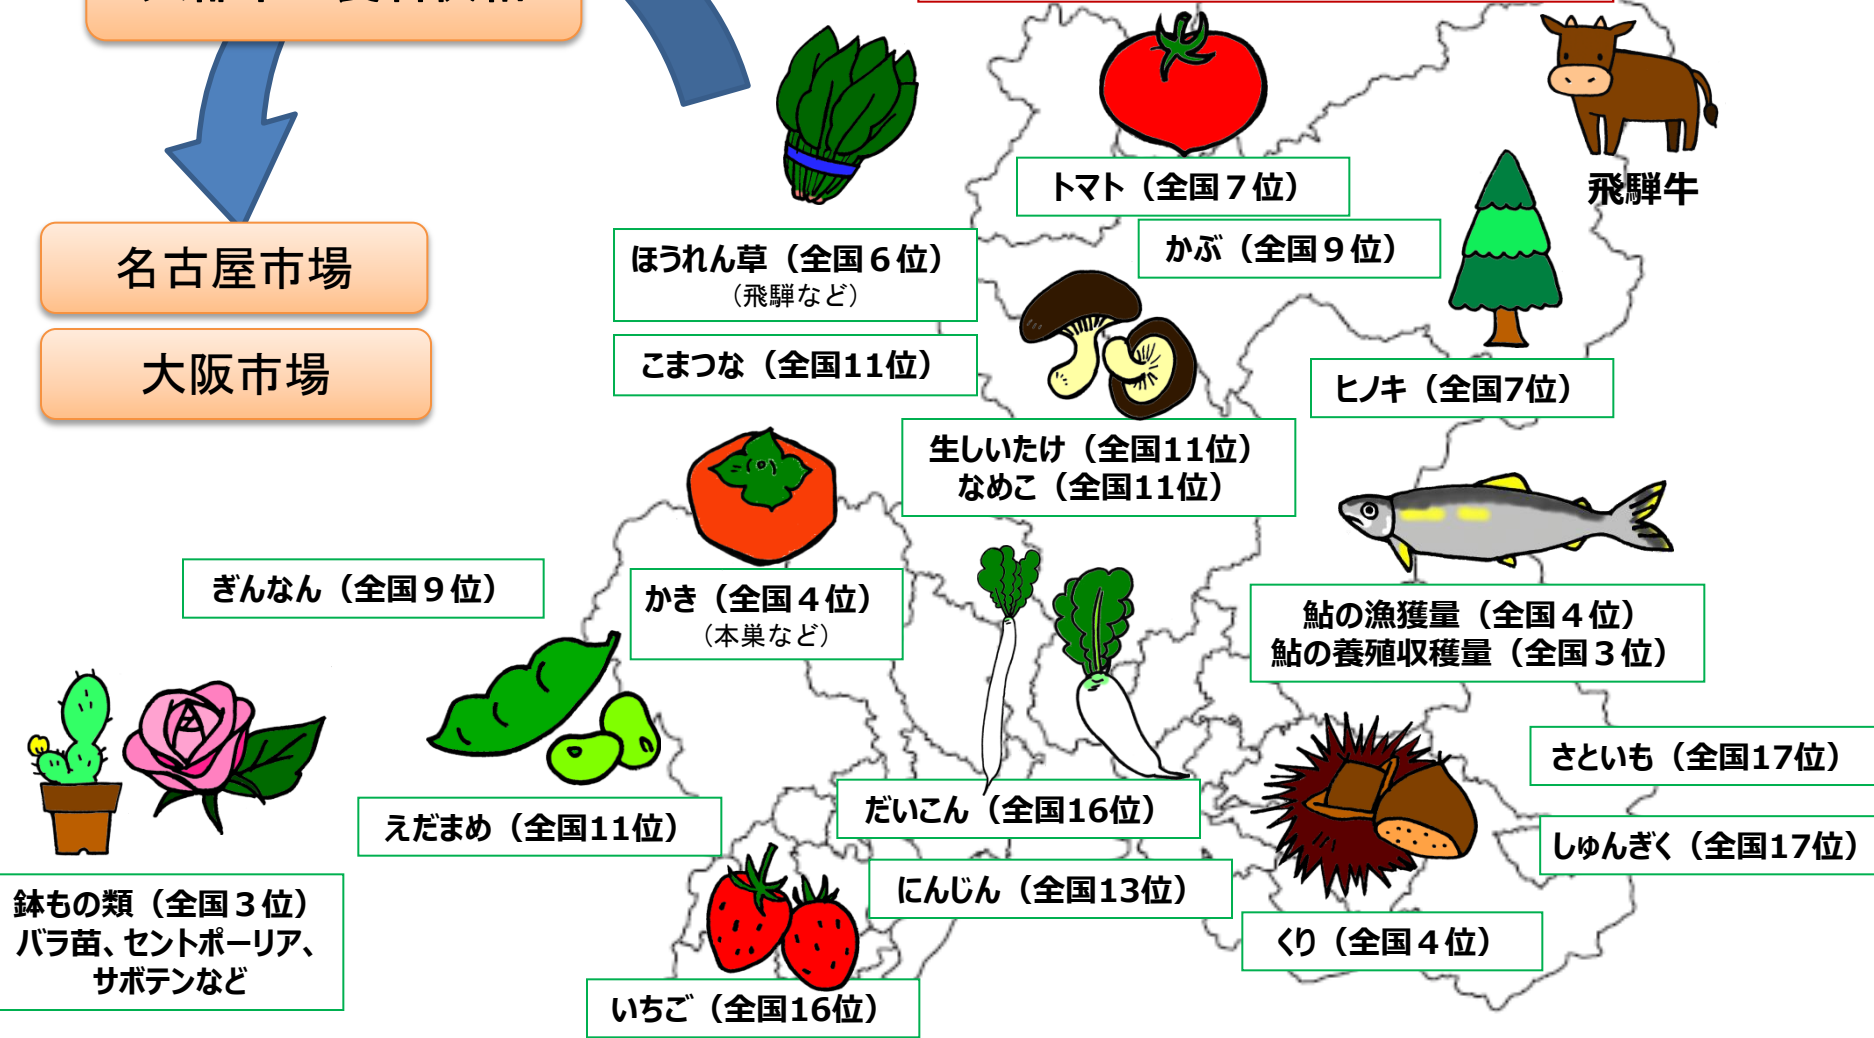 名古屋市場
大阪市場
トマト（全国７位）
飛騨牛
ほうれん草（全国６位）
（飛騨など）
かぶ（全国９位）
こまつな（全国11位）
ヒノキ（全国7位）
生しいたけ（全国11位）
なめこ（全国11位）
ぎんなん（全国９位）
かき（全国４位）
（本巣など）
鮎の漁獲量（全国４位）
鮎の養殖収穫量（全国３位）
さといも（全国17位）
えだまめ（全国11位）
だいこん（全国16位）
しゅんぎく（全国17位）
にんじん（全国13位）
鉢もの類（全国３位）
バラ苗、セントポーリア、
サボテンなど
くり（全国４位）
いちご（全国16位）